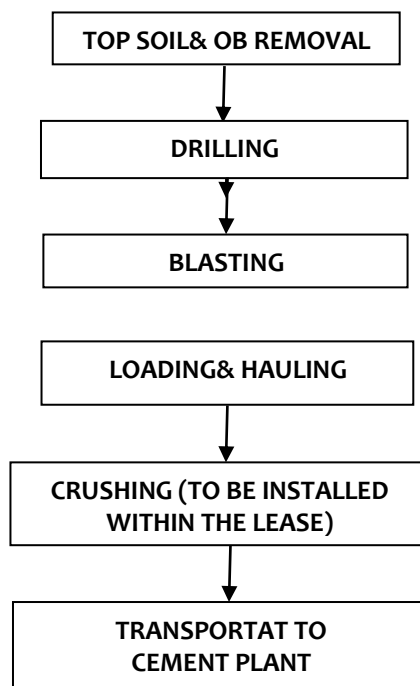 TOP SOIL& OB REMOVAL
DRILLING
BLASTING
LOADING& HAULING
CRUSHING (TO BE INSTALLED
WITHIN THE LEASE)
TRANSPORTAT TO
CEMENT PLANT